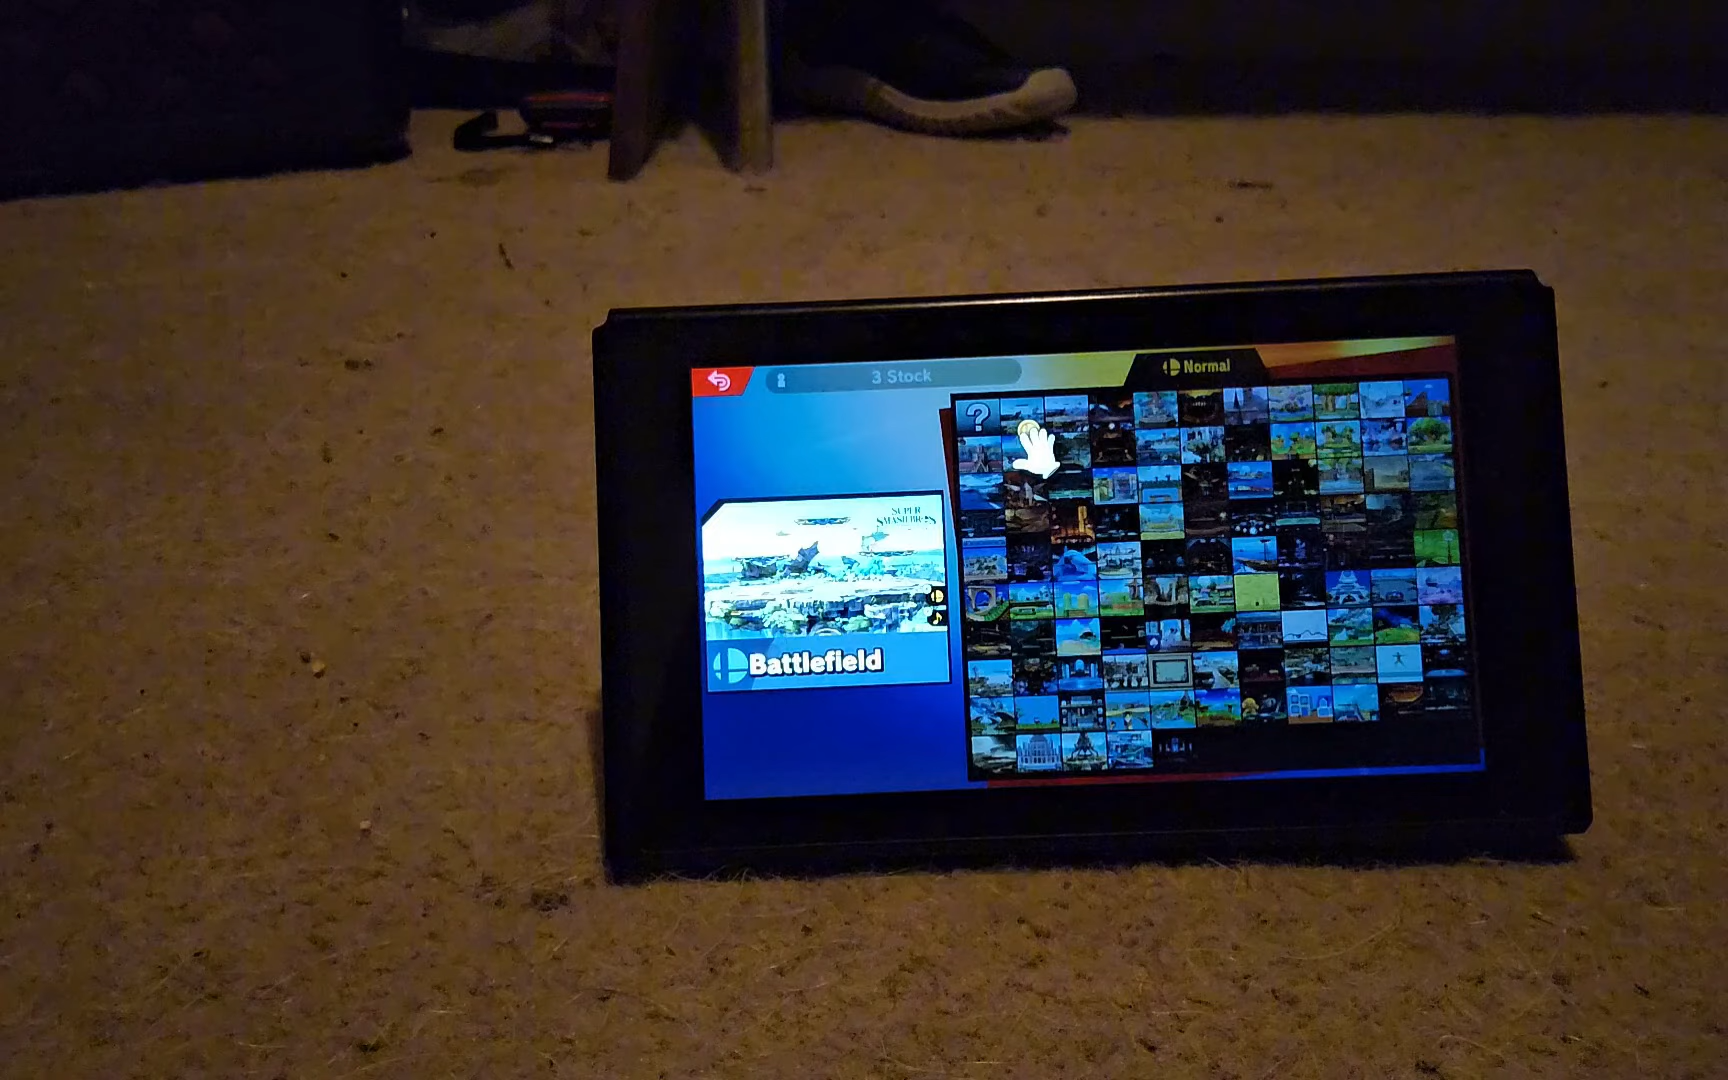 3 Stock
Normal
?
SUPER
SMASH BROS
Battlefield